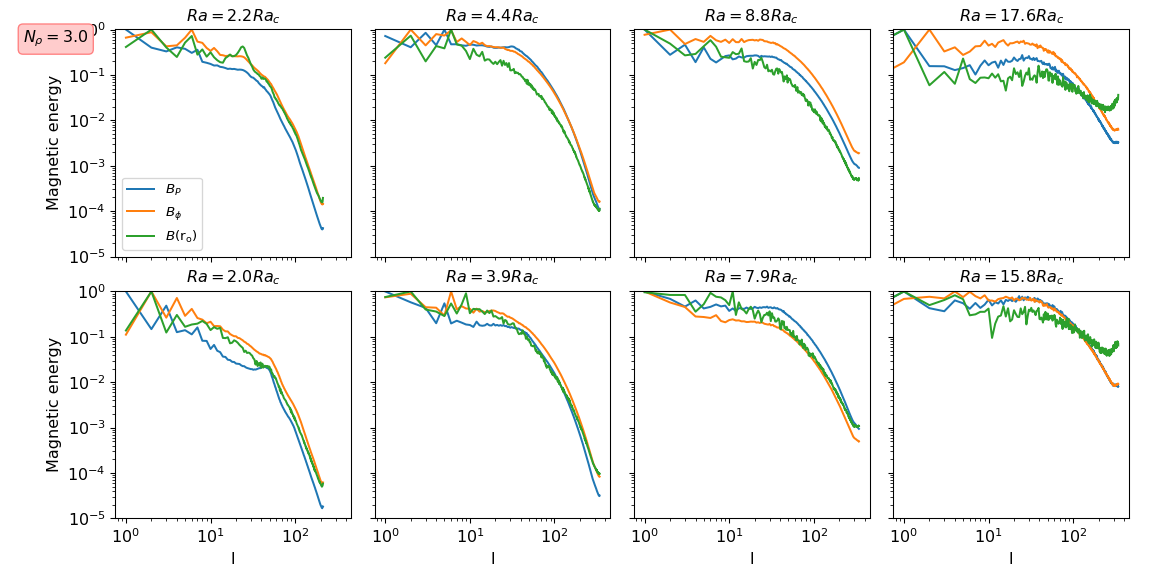 Ra = 2.2Ra_c
Ra = 4.4Ra_c
Ra = 8.8Ra_c
Ra = 17.6Ra_c
N_ρ = 3.0
Magnetic energy
10^0
10^−1
10^−2
10^−3
10^−4
10^−5
B_P
B_ϕ
B(r_o)
Ra = 2.0Ra_c
Ra = 3.9Ra_c
Ra = 7.9Ra_c
Ra = 15.8Ra_c
Magnetic energy
10^0
10^−1
10^−2
10^−3
10^−4
10^−5
10^0 10^1 10^2
10^0 10^1 10^2
10^0 10^1 10^2
10^0 10^1 10^2
l
l
l
l